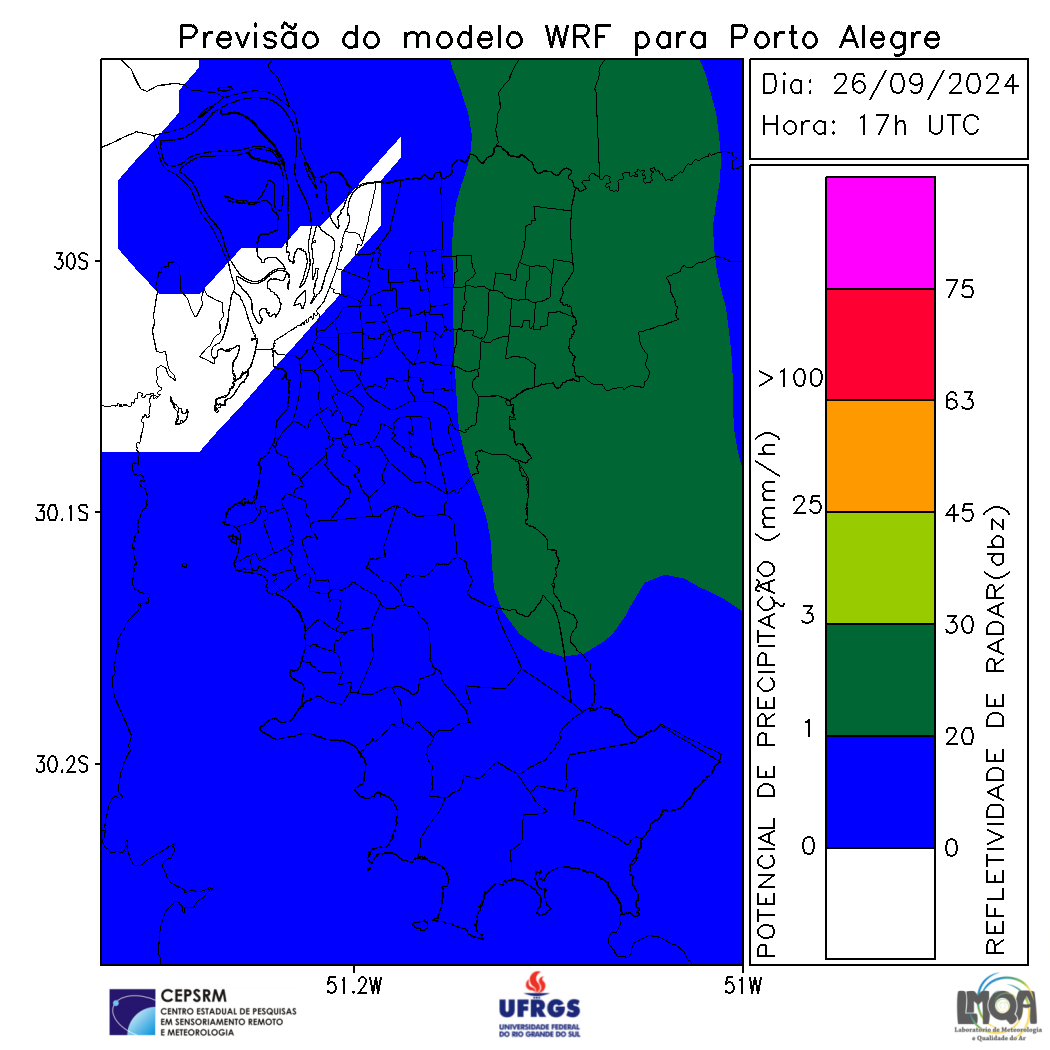 Previsão do modelo WRF para Porto Alegre
Dia: 26/09/2024
Hora: 17h UTC
30S
30.1S
30.2S
51.2W
51W
POTENCIAL DE PRECIPITAÇÃO (mm/h)
>100
25
3
1
0
75
63
45
30
20
0
REFLETIVIDADE DE RADAR(dbz)
CEPSRM
CENTRO ESTADUAL DE PESQUISAS
EM SENSORIAMENTO REMOTO
E METEOROLOGIA
UFRGS
UNIVERSIDADE FEDERAL
DO RIO GRANDE DO SUL
LMQA
Laboratório de Meteorologia
e Qualidade do Ar